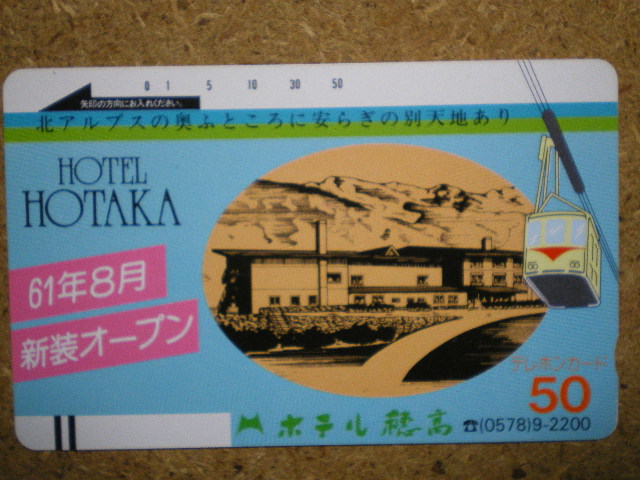 0 1 5 10 30 50
矢印の方向にお入れください。
北アルプスの奥ふところに安らぎの別天地あり
HOTEL
HOTAKA
61年8月
新装オープン
テレホンカード
50
ホテル穂高 ☎(0578)9-2200